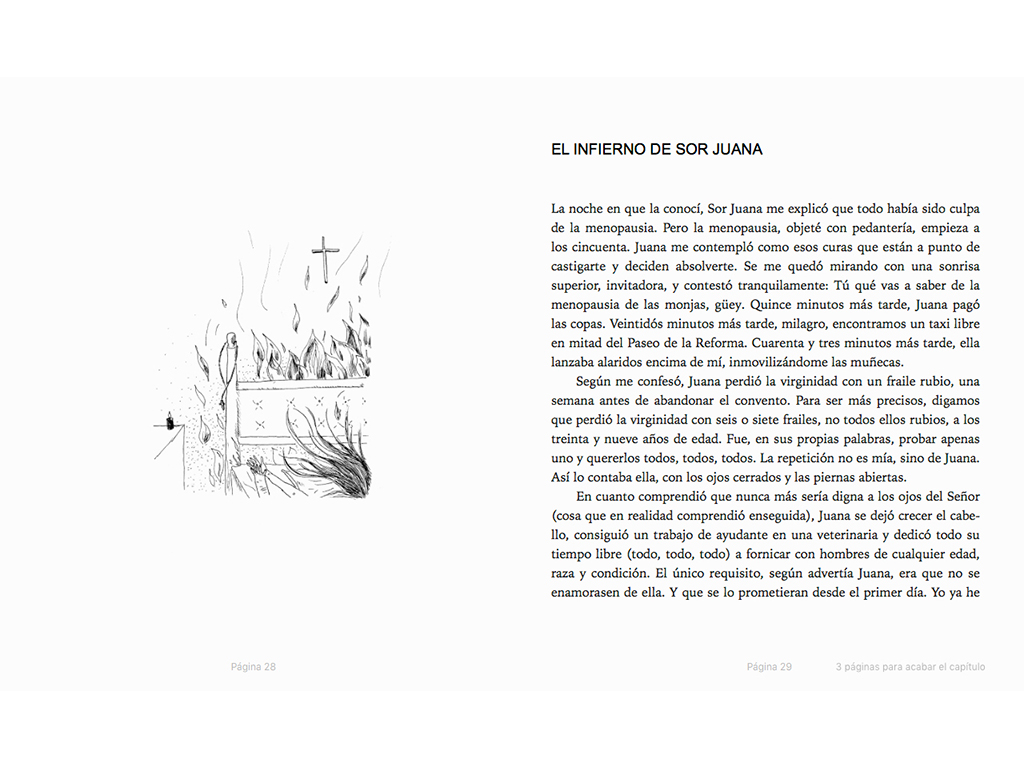 EL INFIERNO DE SOR JUANA
La noche en que la conocí, Sor Juana me explicó que todo había sido culpa
de la menopausia. Pero la menopausia, objeté con pedantería, empieza a
los cincuenta. Juana me contempló como esos curas que están a punto de
castigarte y deciden absolverte. Se me quedó mirando con una sonrisa
superior, invitadora, y contestó tranquilamente: Tú qué vas a saber de la
menopausia de las monjas, güey. Quince minutos más tarde, Juana pagó
las copas. Veintidós minutos más tarde, milagro, encontramos un taxi libre
en mitad del Paseo de la Reforma. Cuarenta y tres minutos más tarde, ella
lanzaba alaridos encima de mí, inmovilizándome las muñecas.
Según me confesó, Juana perdió la virginidad con un fraile rubio, una
semana antes de abandonar el convento. Para ser más precisos, digamos
que perdió la virginidad con seis o siete frailes, no todos ellos rubios, a los
treinta y nueve años de edad. Fue, en sus propias palabras, probar apenas
uno y quererlos todos, todos, todos. La repetición no es mía, sino de Juana.
Así lo contaba ella, con los ojos cerrados y las piernas abiertas.
En cuanto comprendió que nunca más sería digna a los ojos del Señor
(cosa que en realidad comprendió enseguida), Juana se dejó crecer el cabe-
llo, consiguió un trabajo de ayudante en una veterinaria y dedicó todo su
tiempo libre (todo, todo, todo) a fornicar con hombres de cualquier edad,
raza y condición. El único requisito, según advertía Juana, era que no se
enamorasen de ella. Y que se lo prometieran desde el primer día. Yo ya he
Página 28
Página 29
3 páginas para acabar el capítulo